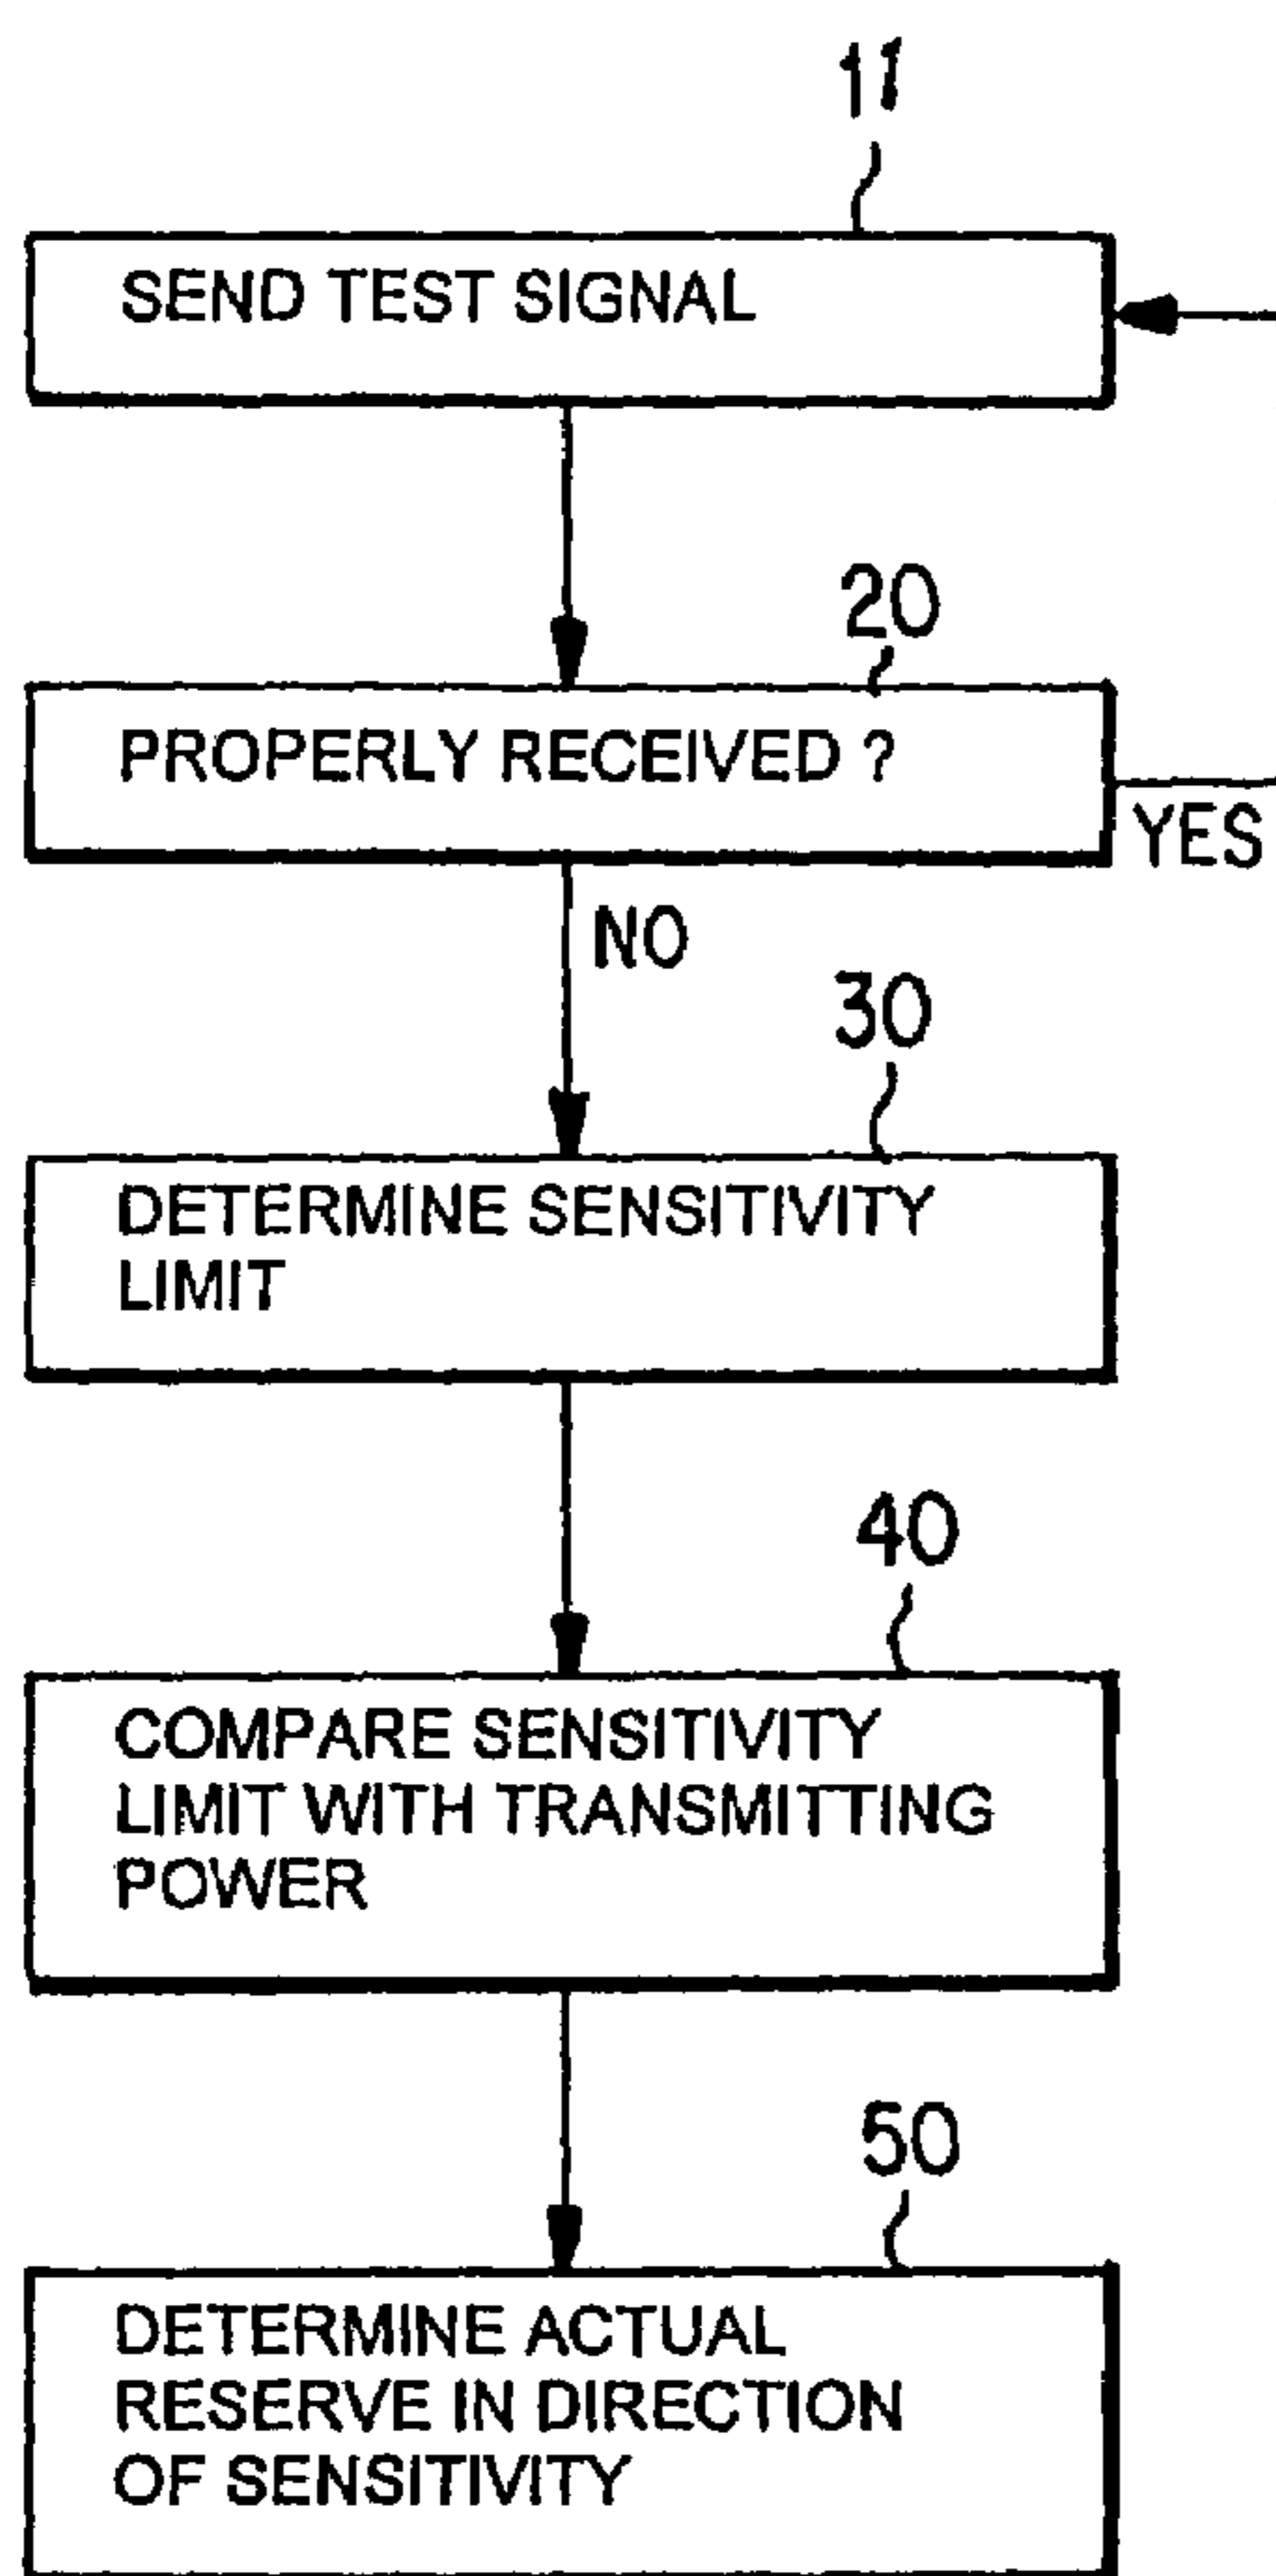 11
SEND TEST SIGNAL
20
PROPERLY RECEIVED ?
YES
NO
30
DETERMINE SENSITIVITY
LIMIT
40
COMPARE SENSITIVITY
LIMIT WITH TRANSMITTING
POWER
50
DETERMINE ACTUAL
RESERVE IN DIRECTION
OF SENSITIVITY